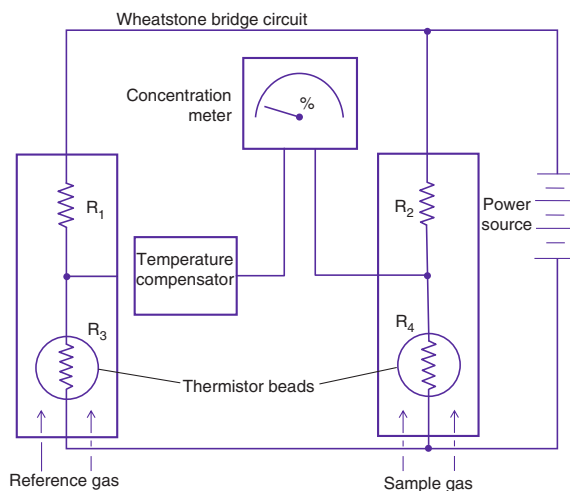 Wheatstone bridge circuit
Concentration
meter
%
R1
R2
Power
source
Temperature
compensator
R3
R4
Thermistor beads
Reference gas
Sample gas